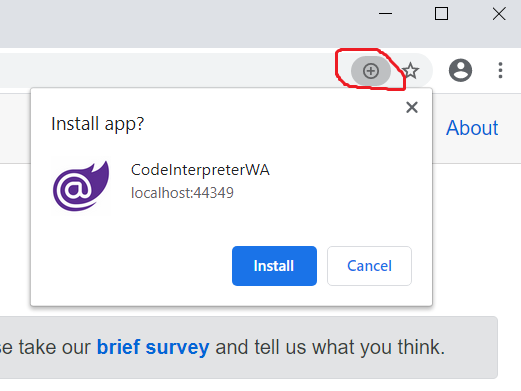 Install app?
About
CodeInterpreterWA
localhost:44349
Install
Cancel
se take our brief survey and tell us what you think.